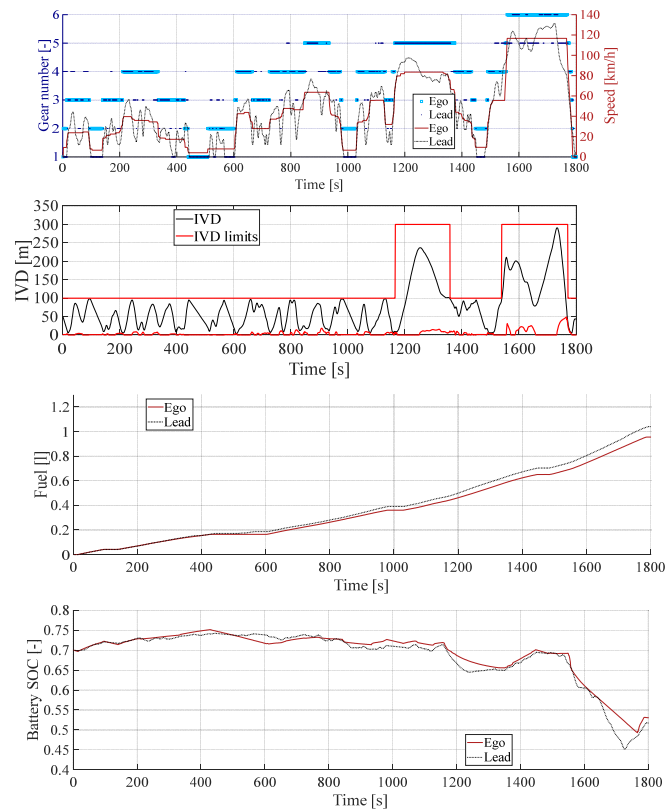 6
5
4
3
2
1
140
120
100
80
60
40
20
0
Gear number [-]
Speed [km/h]
Ego
Lead
Ego
Lead
0 200 400 600 800 1000 1200 1400 1600 1800
Time [s]
350
300
250
200
150
100
50
0
IVD [m]
IVD
IVD limits
0 200 400 600 800 1000 1200 1400 1600 1800
Time [s]
1.2
1
0.8
0.6
0.4
0.2
0
Fuel [l]
Ego
Lead
0 200 400 600 800 1000 1200 1400 1600 1800
Time [s]
0.8
0.75
0.7
0.65
0.6
0.55
0.5
0.45
0.4
Battery SOC [-]
Ego
Lead
0 200 400 600 800 1000 1200 1400 1600 1800
Time [s]